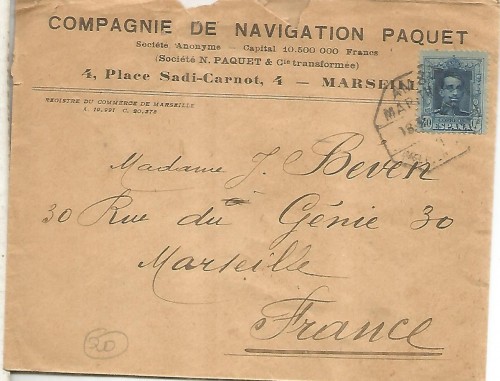 COMPAGNIE DE NAVIGATION PAQUET
Société Anonyme — Capital 10.500 000 Francs
(Société N. PAQUET & Cie transformée)
4, Place Sadi-Carnot, 4 — MARSEILL
REGISTRE DU COMMERCE DE MARSEILLE
ESPAÑA
Madame J. Beven
30 Rue du Génie 30
Marseille
France
20